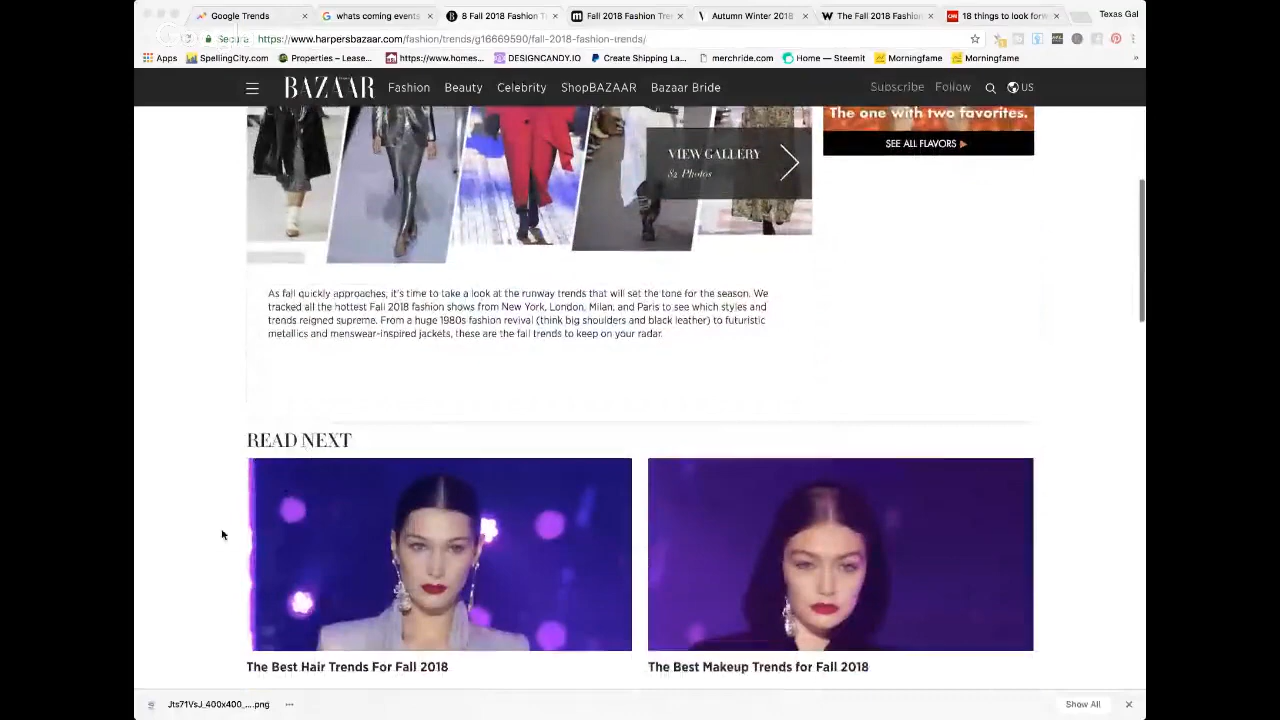 Google Trends
whats coming events
8 Fall 2018 Fashion T
Fall 2018 Fashion Tre
Autumn Winter 2018
The Fall 2018 Fashion
18 things to look forw
Texas Gal
Secure
https://www.harpersbazaar.com/fashion/trends/g16669590/fall-2018-fashion-trends/
Apps
SpellingCity.com
Properties – Lease...
https://www.homes...
DESIGNCANDY.IO
Create Shipping La...
merchride.com
Home — Steemit
Morningfame
Morningfame
BAZAAR
Fashion
Beauty
Celebrity
ShopBAZAAR
Bazaar Bride
Subscribe
Follow
US
The one with two favorites.
SEE ALL FLAVORS
VIEW GALLERY
82 Photos
As fall quickly approaches, it's time to take a look at the runway trends that will set the tone for the season. We
tracked all the hottest Fall 2018 fashion shows from New York, London, Milan, and Paris to see which styles and
trends reigned supreme. From a huge 1980s fashion revival (think big shoulders and black leather) to futuristic
metallics and menswear-inspired jackets, these are the fall trends to keep on your radar.
READ NEXT
The Best Hair Trends For Fall 2018
The Best Makeup Trends for Fall 2018
Jts71VsJ_400x400_....png
Show All